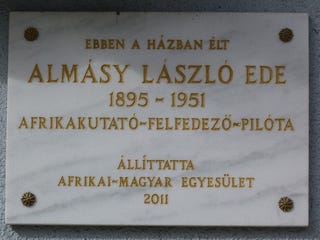 EBBEN A HÁZBAN ÉLT
ALMÁSY LÁSZLÓ EDE
1895 - 1951
AFRIKAKUTATÓ-FELFEDEZŐ-PILÓTA
ÁLLÍTTATTA
AFRIKAI-MAGYAR EGYESÜLET
2011